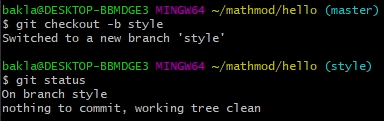 bakla@DESKTOP-BBMDGE3 MINGW64 ~/mathmod/hello (master)
$ git checkout -b style
Switched to a new branch 'style'
bakla@DESKTOP-BBMDGE3 MINGW64 ~/mathmod/hello (style)
$ git status
On branch style
nothing to commit, working tree clean